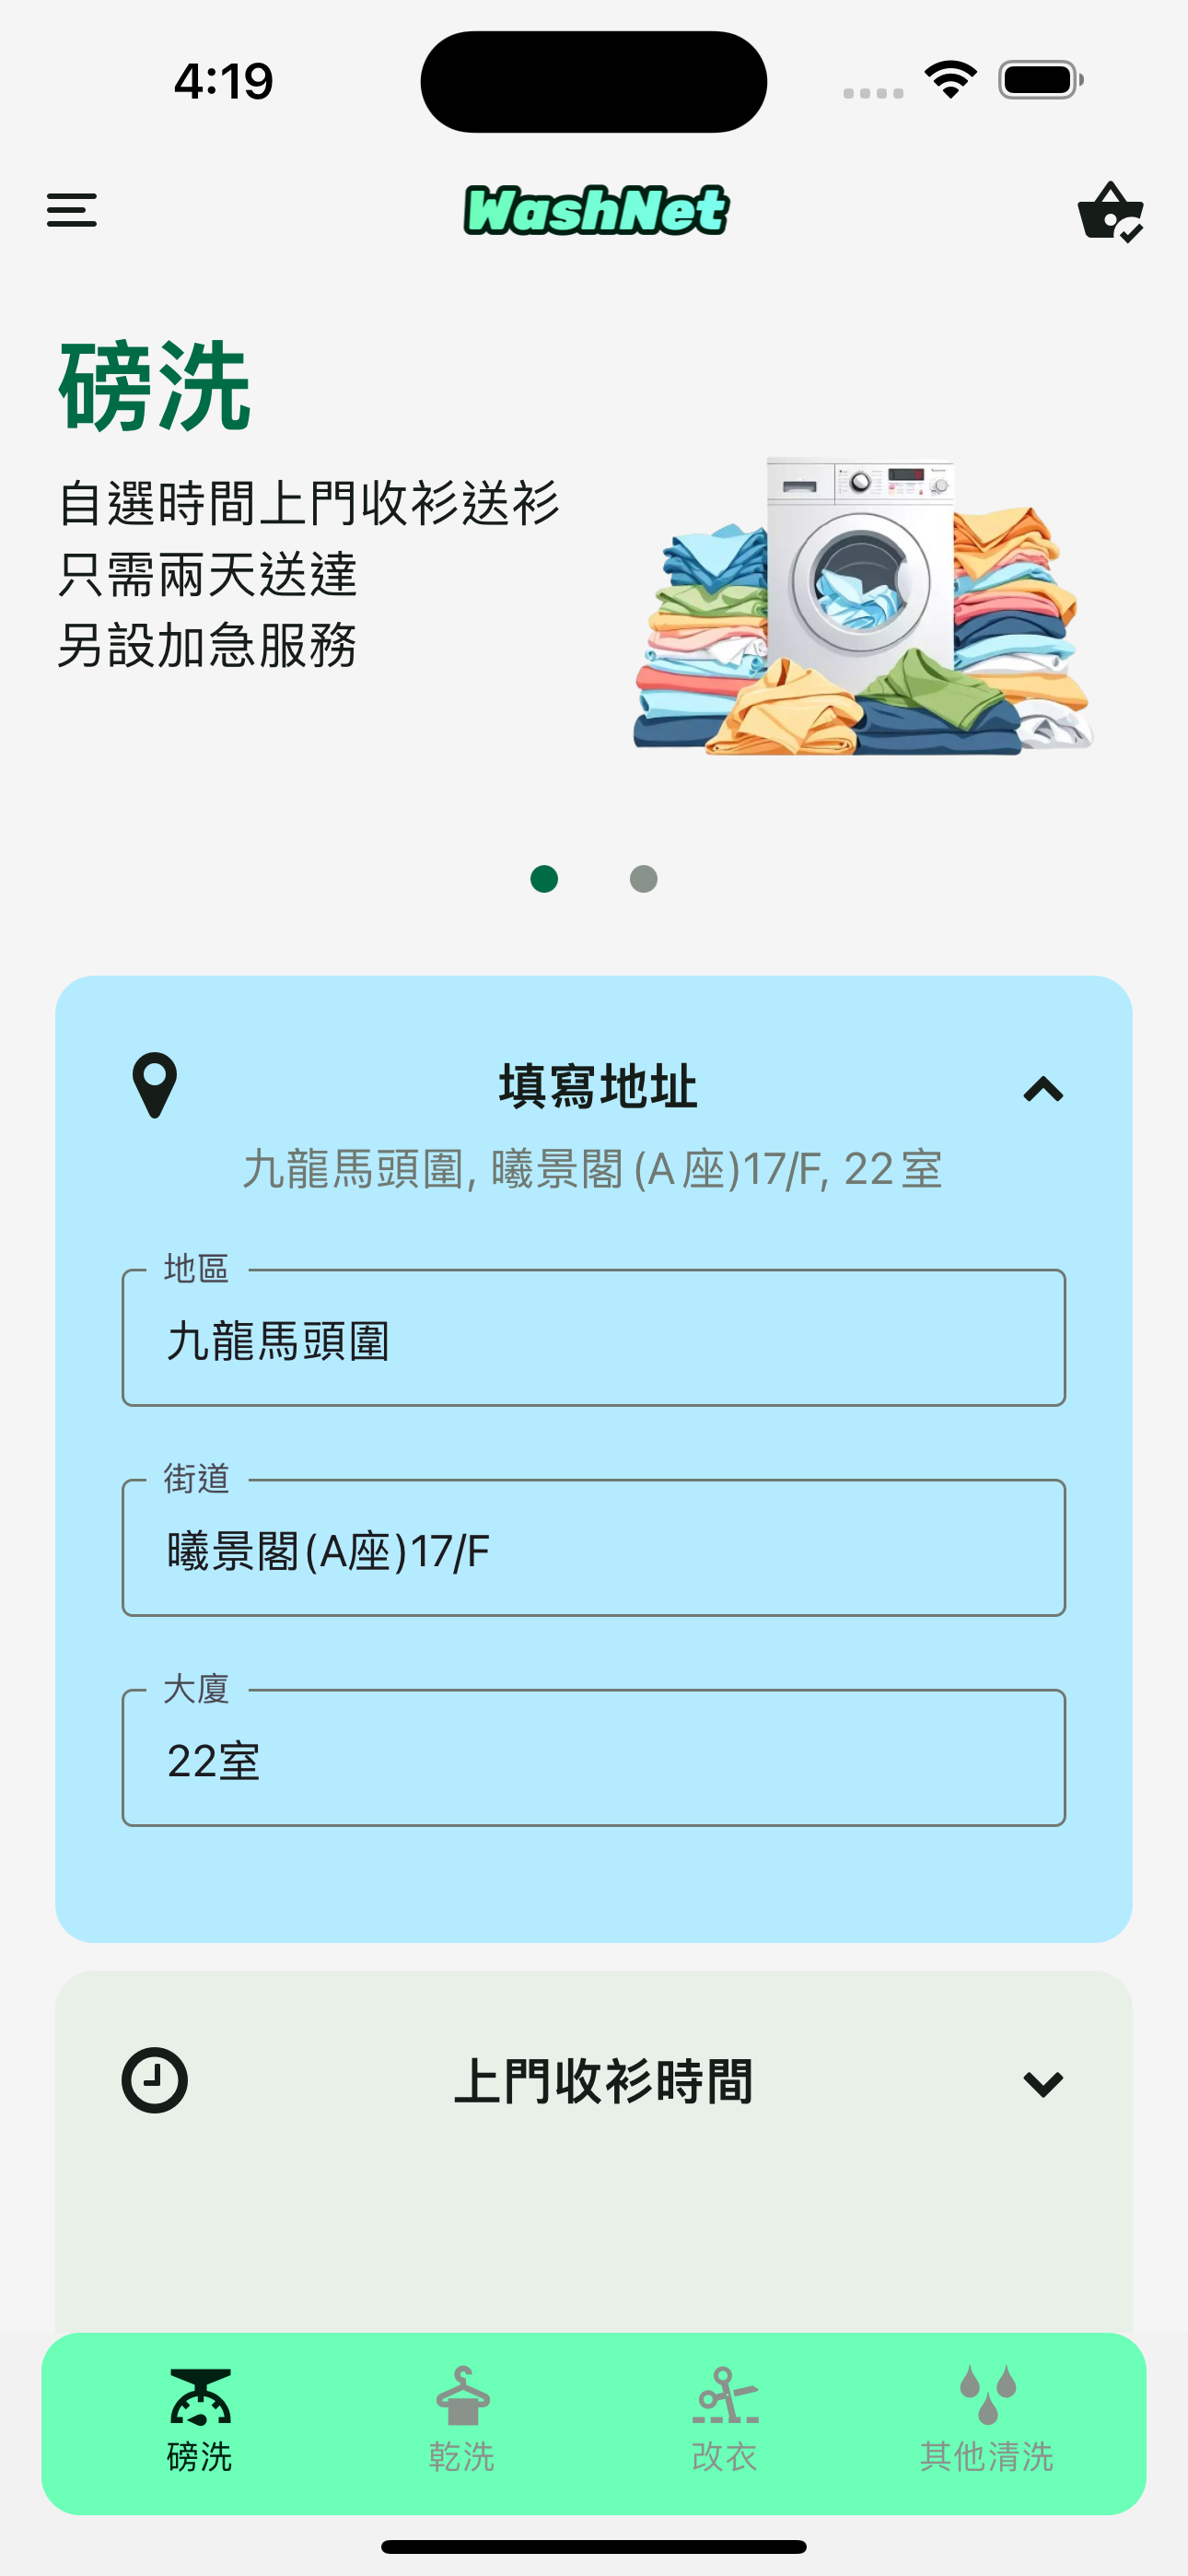 4:19
WashNet
磅洗
自選時間上門收衫送衫
只需兩天送達
另設加急服務
填寫地址
九龍馬頭圍, 曦景閣(A座)17/F, 22室
地區
九龍馬頭圍
街道
曦景閣(A座)17/F
大廈
22室
上門收衫時間
磅洗
乾洗
改衣
其他清洗